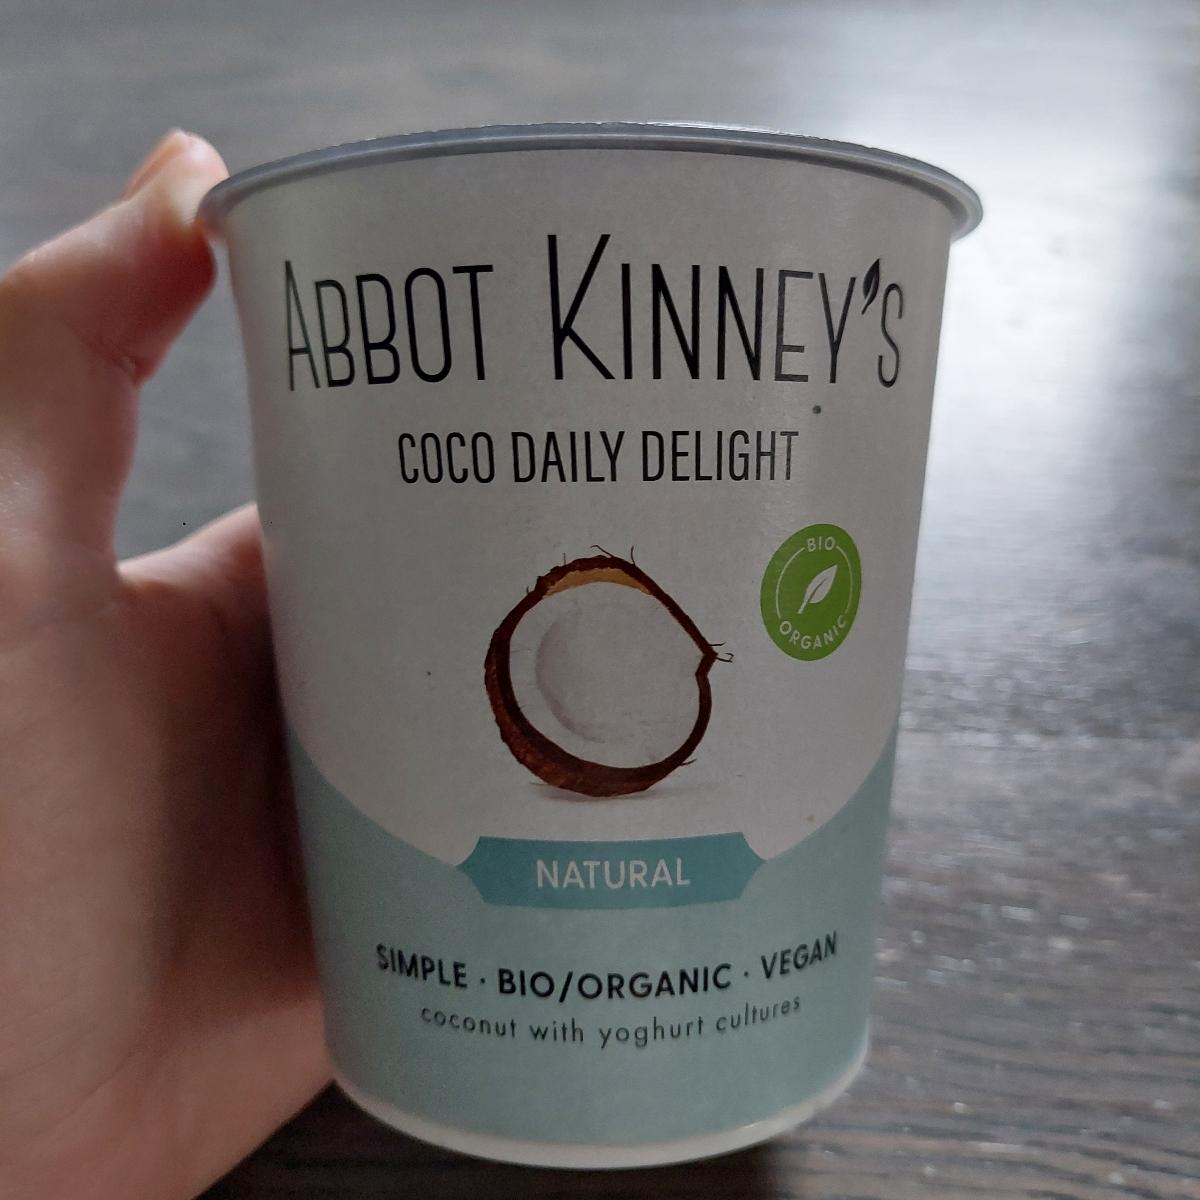 ABBOT KINNEY'S
COCO DAILY DELIGHT
BIO
ORGANIC
NATURAL
SIMPLE · BIO/ORGANIC · VEGAN
coconut with yoghurt cultures